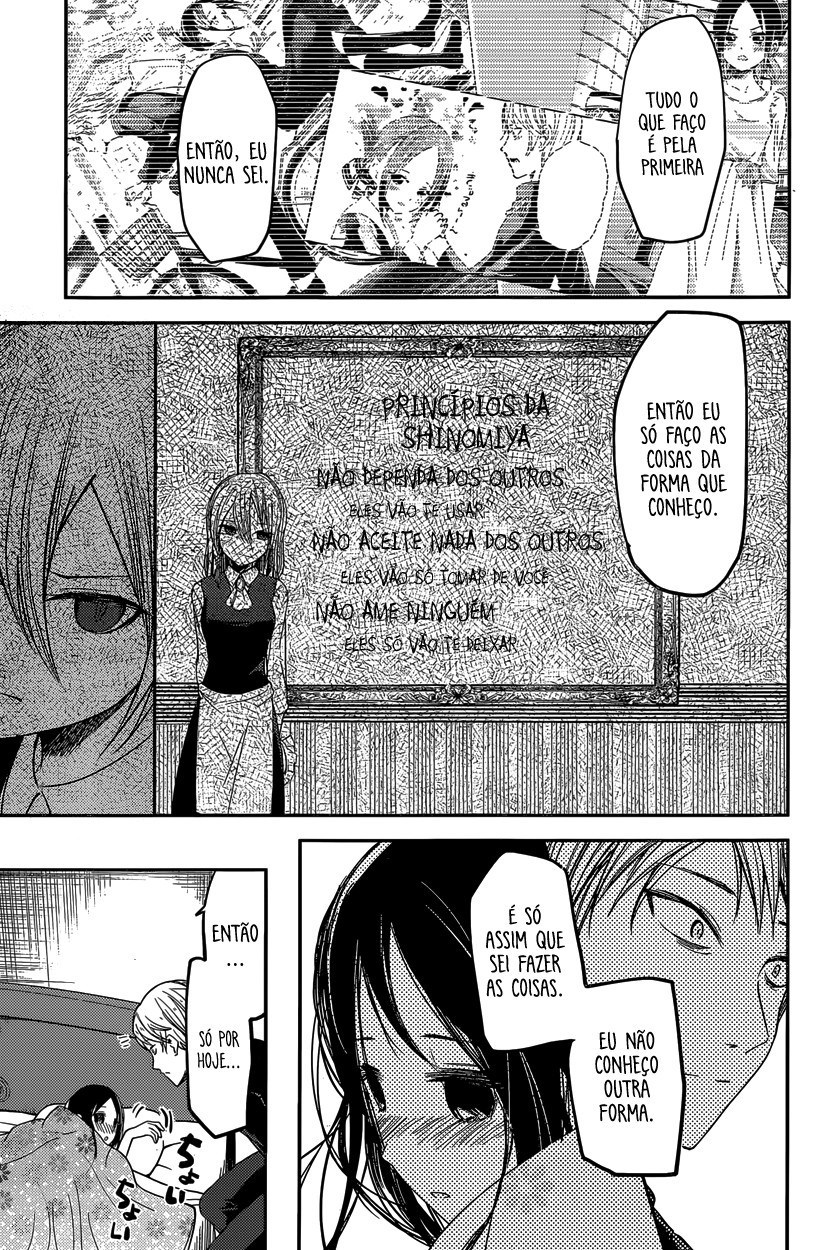 TUDO O
QUE FAÇO
É PELA
PRIMEIRA
ENTÃO, EU
NUNCA SEI.
ENTÃO EU
SÓ FAÇO AS
COISAS DA
FORMA QUE
CONHEÇO.
PRINCÍPIOS DA
SHINOMIYA
NÃO DEPENDA DOS OUTROS
ELES VÃO TE USAR
NÃO ACEITE NADA DOS OUTROS
ELES VÃO SÓ TOMAR DE VOCÊ
NÃO AME NINGUÉM
ELES SÓ VÃO TE DEIXAR
É SÓ
ASSIM QUE
SEI FAZER
AS COISAS.
EU NÃO
CONHEÇO
OUTRA
FORMA.
ENTÃO
...
SÓ POR
HOJE...
ちょい
ちょい